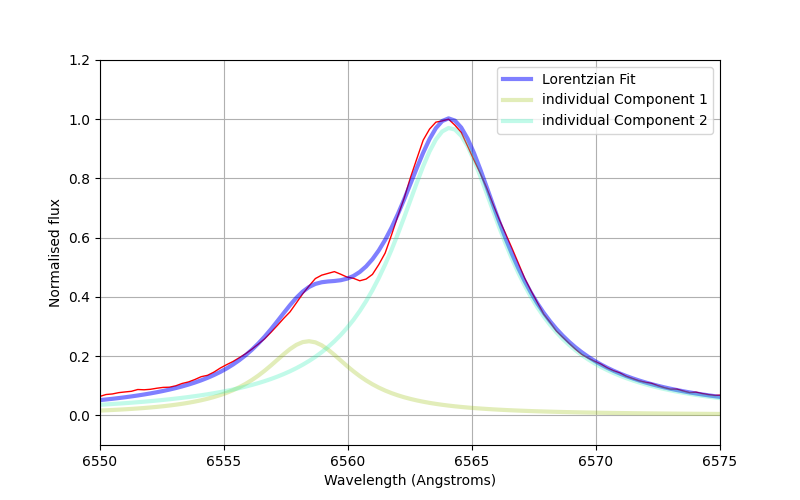 1.2
1.0
0.8
0.6
0.4
0.2
0.0
Normalised flux
Lorentzian Fit
individual Component 1
individual Component 2
6550 6555 6560 6565 6570 6575
Wavelength (Angstroms)